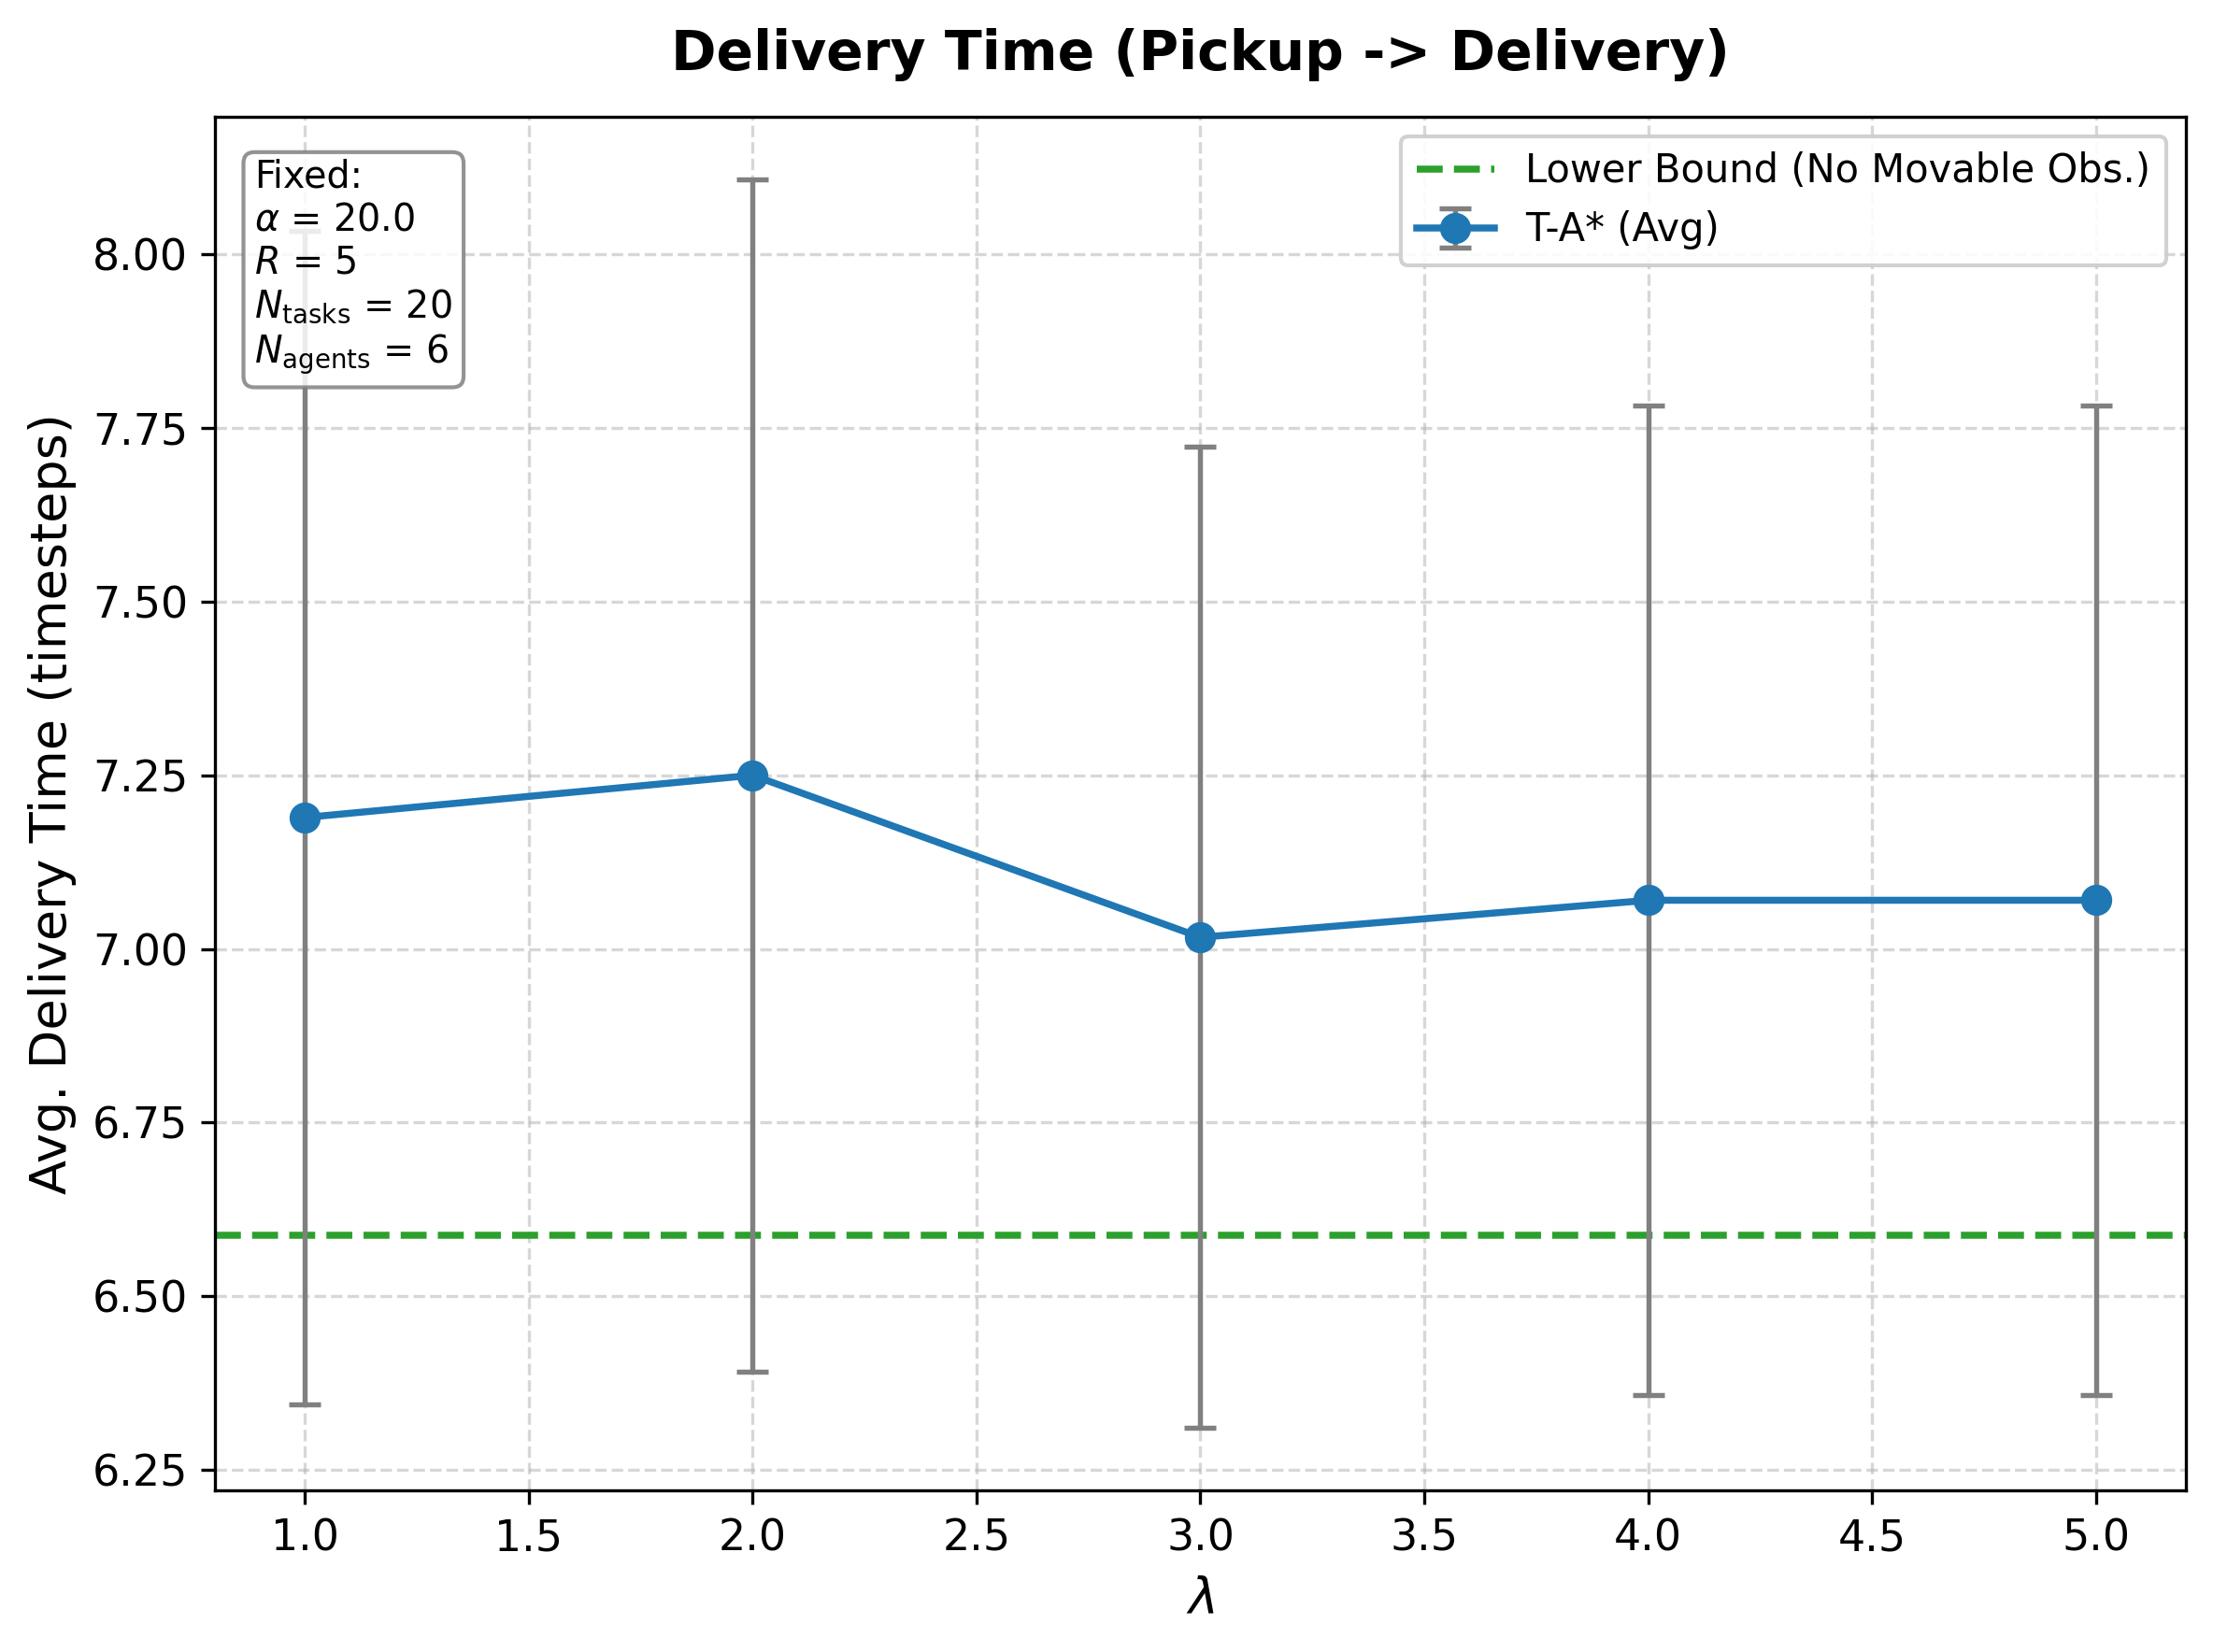 Delivery Time (Pickup -> Delivery)
Fixed:
α = 20.0
R = 5
N_tasks = 20
N_agents = 6
Lower Bound (No Movable Obs.)
T-A* (Avg)
Avg. Delivery Time (timesteps)
8.00
7.75
7.50
7.25
7.00
6.75
6.50
6.25
1.0 1.5 2.0 2.5 3.0 3.5 4.0 4.5 5.0
λ